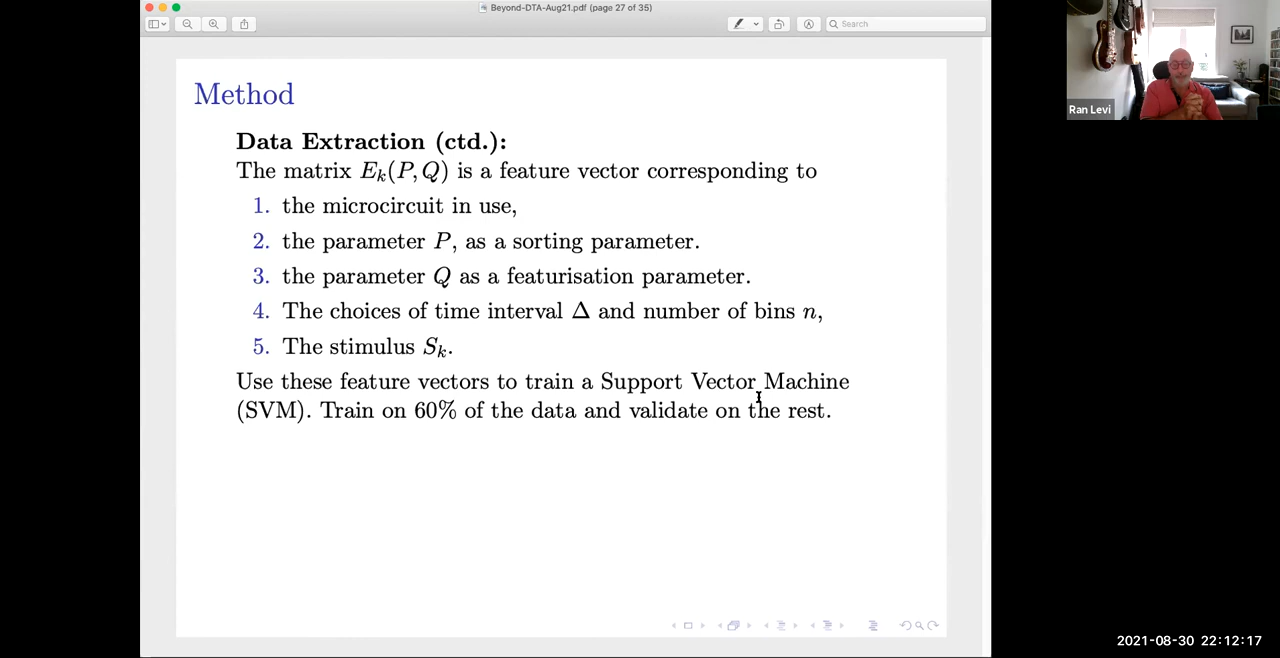 Beyond-DTA-Aug21.pdf (page 27 of 35)
Search
Ran Levi
Method
Data Extraction (ctd.):
The matrix E_k(P, Q) is a feature vector corresponding to
1. the microcircuit in use,
2. the parameter P, as a sorting parameter.
3. the parameter Q as a featurisation parameter.
4. The choices of time interval Δ and number of bins n,
5. The stimulus S_k.
Use these feature vectors to train a Support Vector Machine
(SVM). Train on 60% of the data and validate on the rest.
2021-08-30 22:12:17